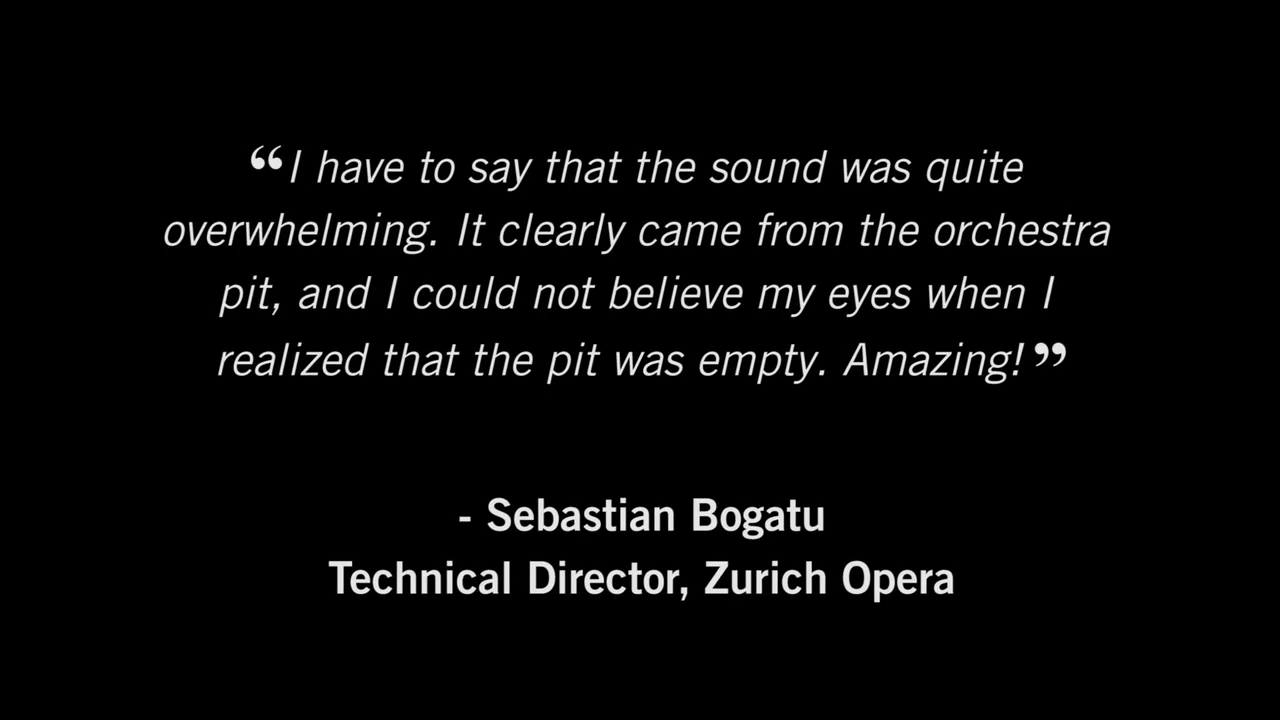 “I have to say that the sound was quite
overwhelming. It clearly came from the orchestra
pit, and I could not believe my eyes when I
realized that the pit was empty. Amazing!”
- Sebastian Bogatu
Technical Director, Zurich Opera